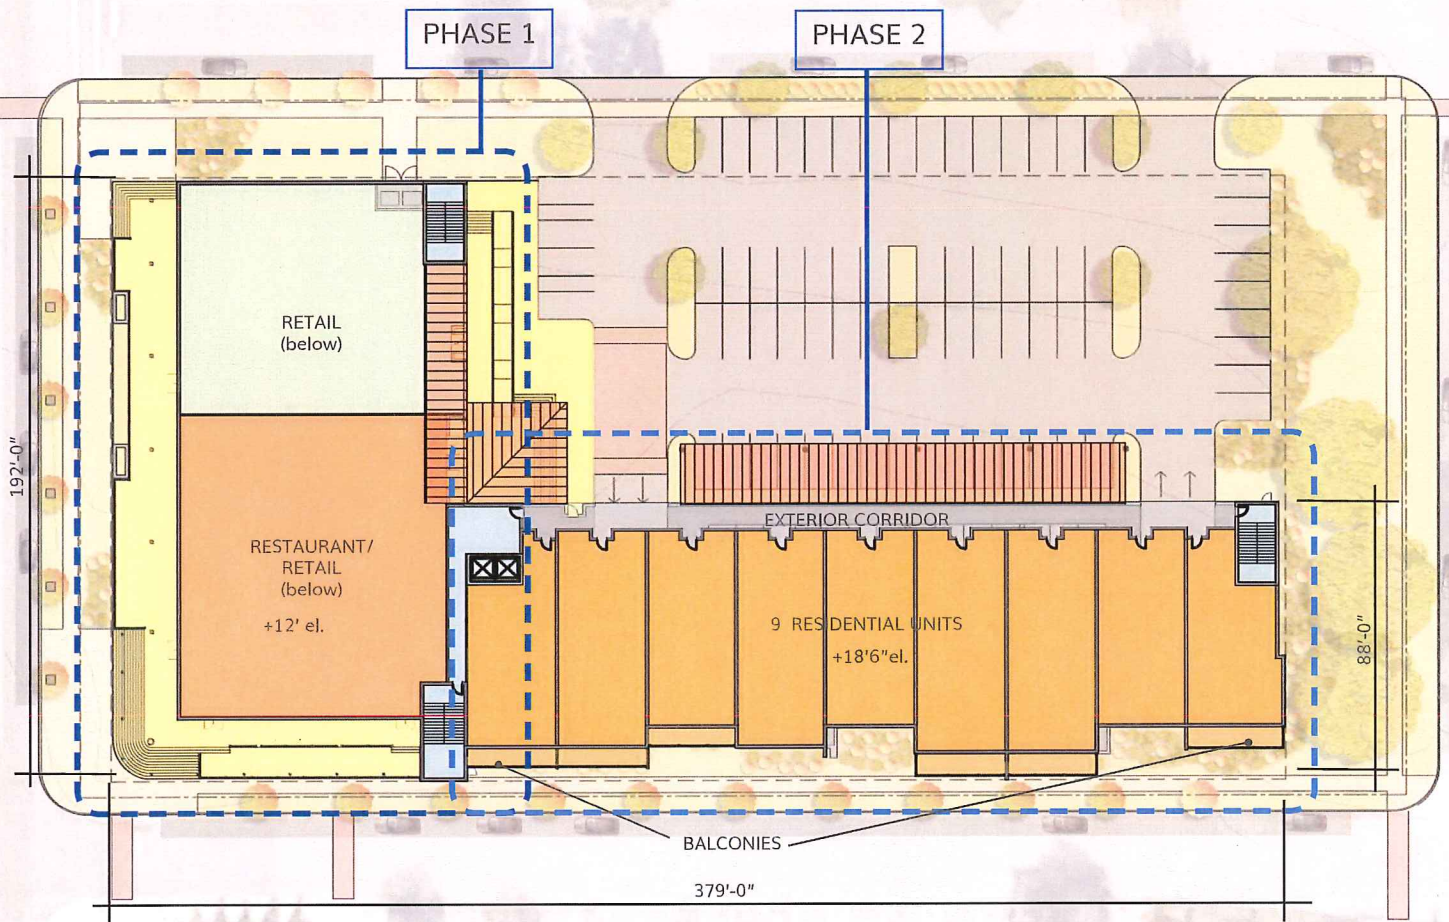 PHASE 1
PHASE 2
RETAIL
(below)
192'-0"
EXTERIOR CORRIDOR
RESTAURANT/
RETAIL
(below)
+12' el.
9 RESIDENTIAL UNITS
+18'6"el.
88'-0"
BALCONIES
379'-0"